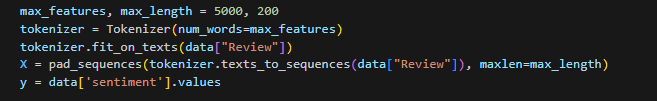 max_features, max_length = 5000, 200
tokenizer = Tokenizer(num_words=max_features)
tokenizer.fit_on_texts(data["Review"])
X = pad_sequences(tokenizer.texts_to_sequences(data["Review"]), maxlen=max_length)
y = data['sentiment'].values